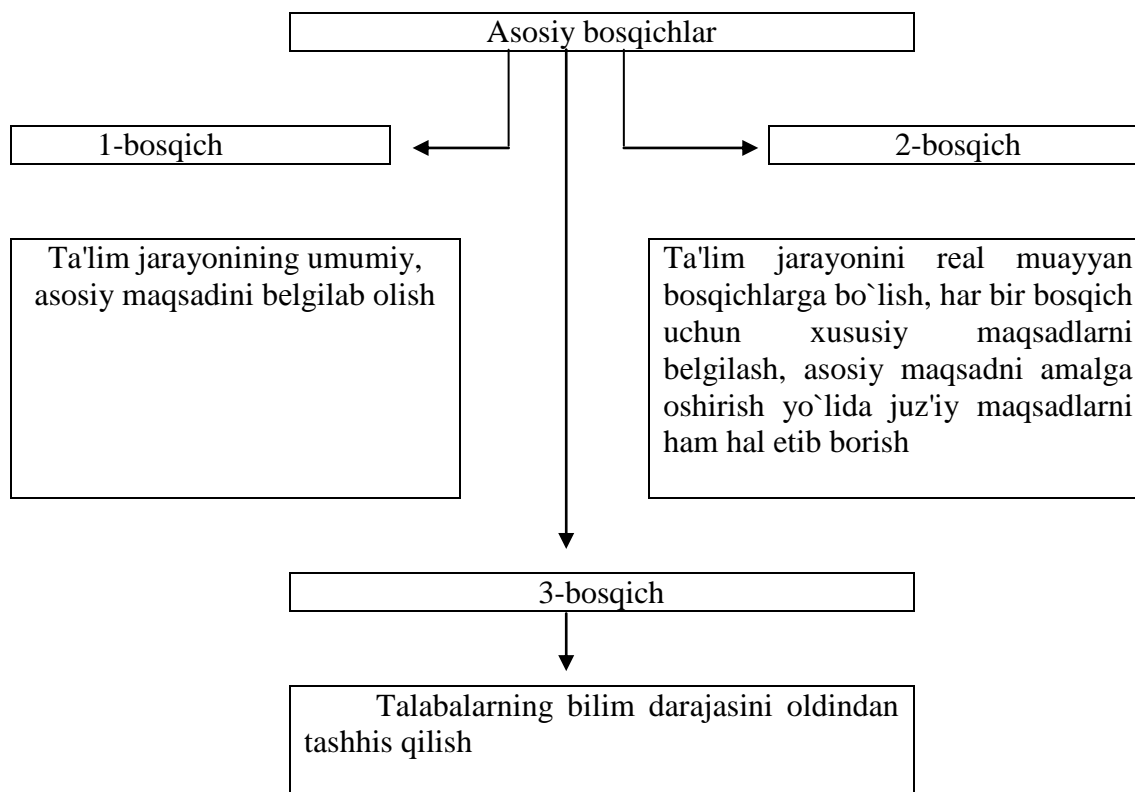 Asosiy bosqichlar
1-bosqich
2-bosqich
Ta'lim jarayonining umumiy,
asosiy maqsadini belgilab olish
Ta'lim jarayonini real muayyan
bosqichlarga bo`lish, har bir bosqich
uchun xususiy maqsadlarni
belgilash, asosiy maqsadni amalga
oshirish yo`lida juz'iy maqsadlarni
ham hal etib borish
3-bosqich
Talabalarning bilim darajasini oldindan
tashhis qilish